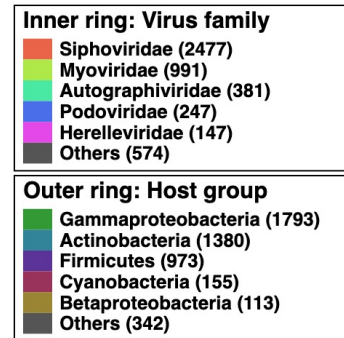 Inner ring: Virus family
Siphoviridae (2477)
Myoviridae (991)
Autographiviridae (381)
Podoviridae (247)
Herelleviridae (147)
Others (574)
Outer ring: Host group
Gammaproteobacteria (1793)
Actinobacteria (1380)
Firmicutes (973)
Cyanobacteria (155)
Betaproteobacteria (113)
Others (342)